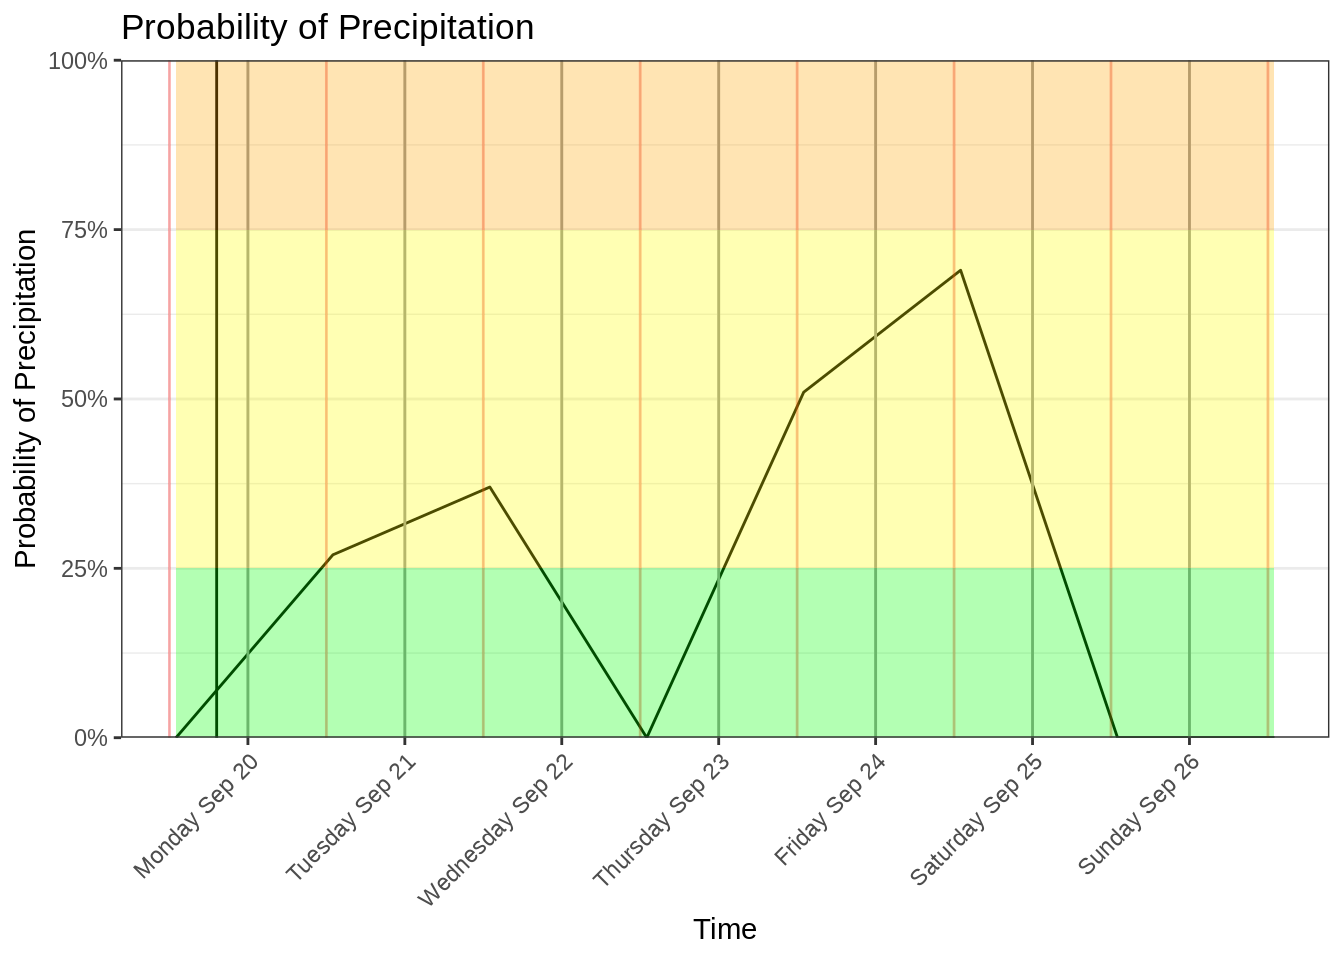 Probability of Precipitation
Probability of Precipitation
100%
75%
50%
25%
0%
Monday Sep 20
Tuesday Sep 21
Wednesday Sep 22
Thursday Sep 23
Friday Sep 24
Saturday Sep 25
Sunday Sep 26
Time